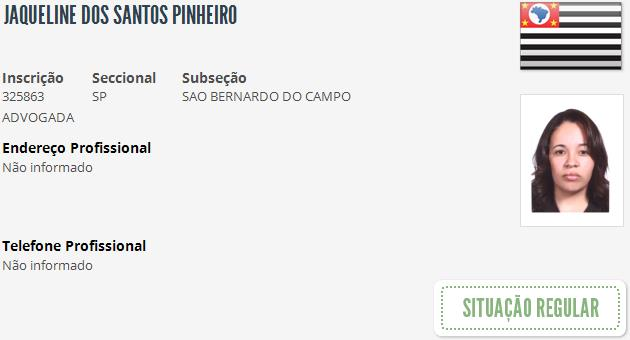 JAQUELINE DOS SANTOS PINHEIRO
Inscrição Seccional Subseção
325863 SP SAO BERNARDO DO CAMPO
ADVOGADA
Endereço Profissional
Não informado
Telefone Profissional
Não informado
SITUAÇÃO REGULAR